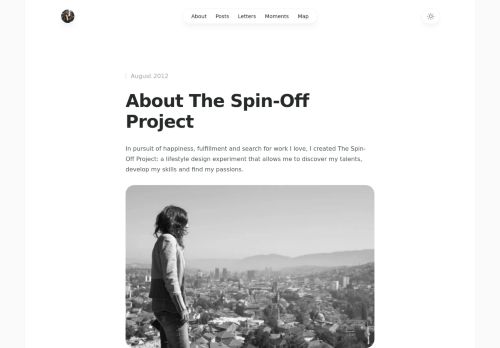 About Posts Letters Moments Map
August 2012
About The Spin-Off
Project
In pursuit of happiness, fulfillment and search for work I love, I created The Spin-
Off Project: a lifestyle design experiment that allows me to discover my talents,
develop my skills and find my passions.